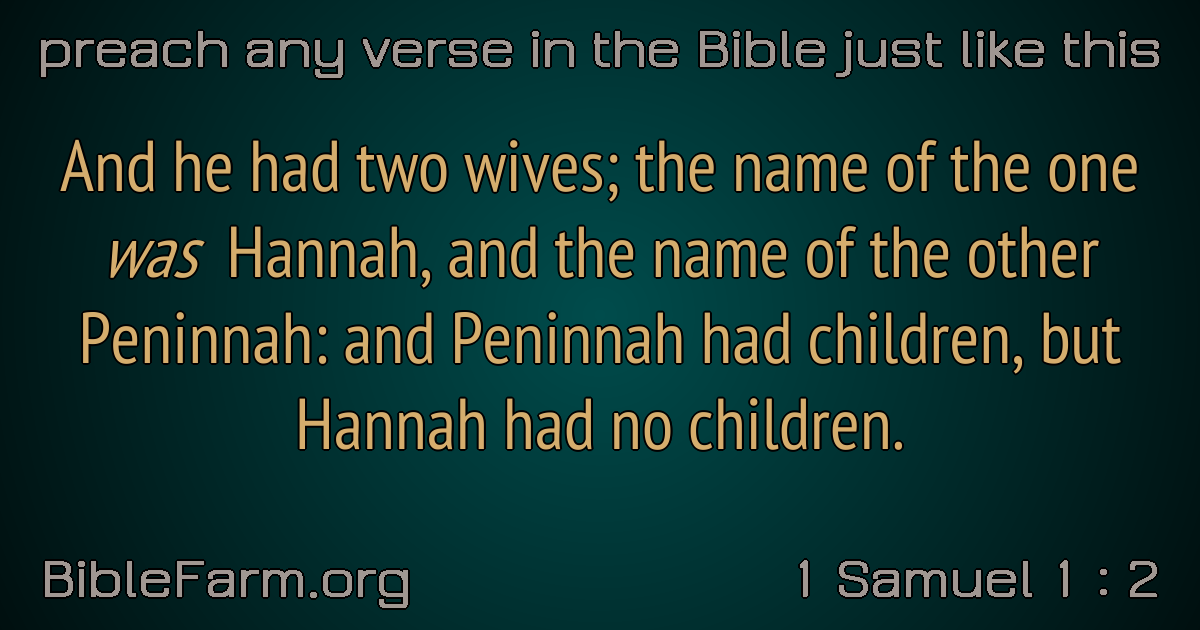 preach any verse in the Bible just like this
And he had two wives; the name of the one
was Hannah, and the name of the other
Peninnah: and Peninnah had children, but
Hannah had no children.
BibleFarm.org
1 Samuel 1 : 2